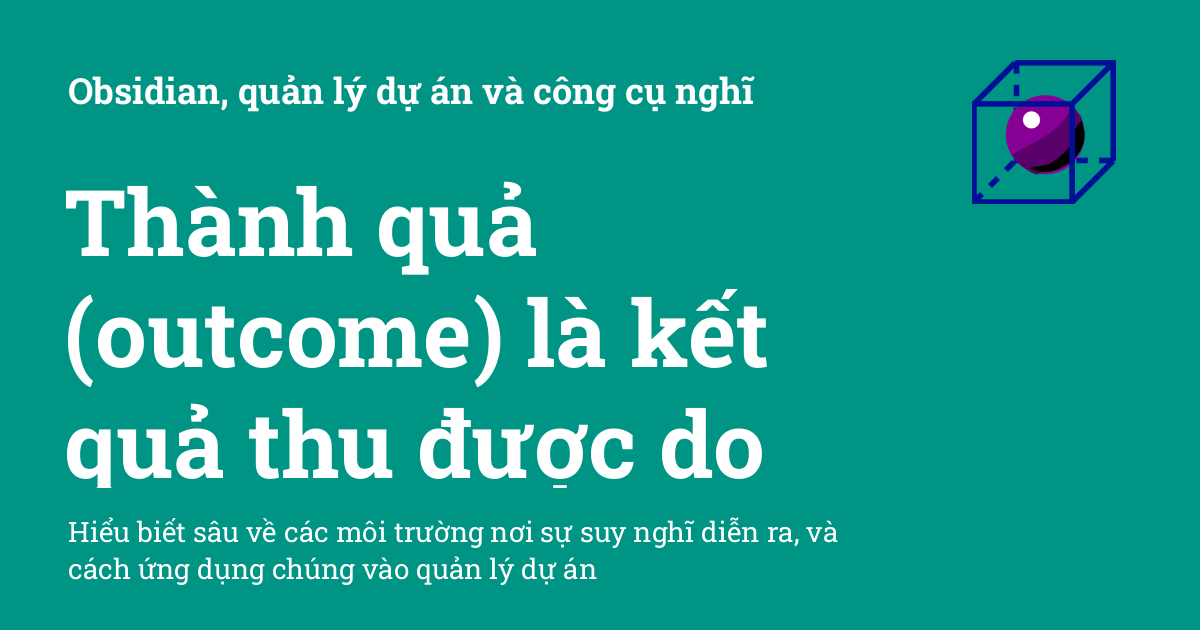 Obsidian, quản lý dự án và công cụ nghĩ
Thành quả
(outcome) là kết
quả thu được do
Hiểu biết sâu về các môi trường nơi sự suy nghĩ diễn ra, và
cách ứng dụng chúng vào quản lý dự án